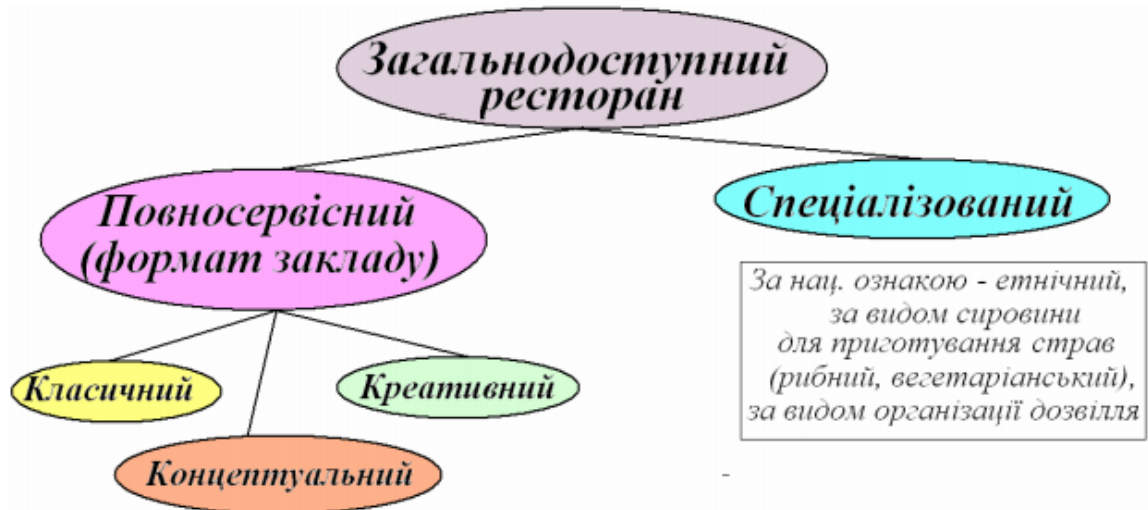 Загальнодоступний
ресторан
Повносервісний
(формат закладу)
Спеціалізований
За нац. ознакою - етнічний,
за видом сировини
для приготування страв
(рибний, вегетаріанський),
за видом організації дозвілля
Класичний
Креативний
Концептуальний